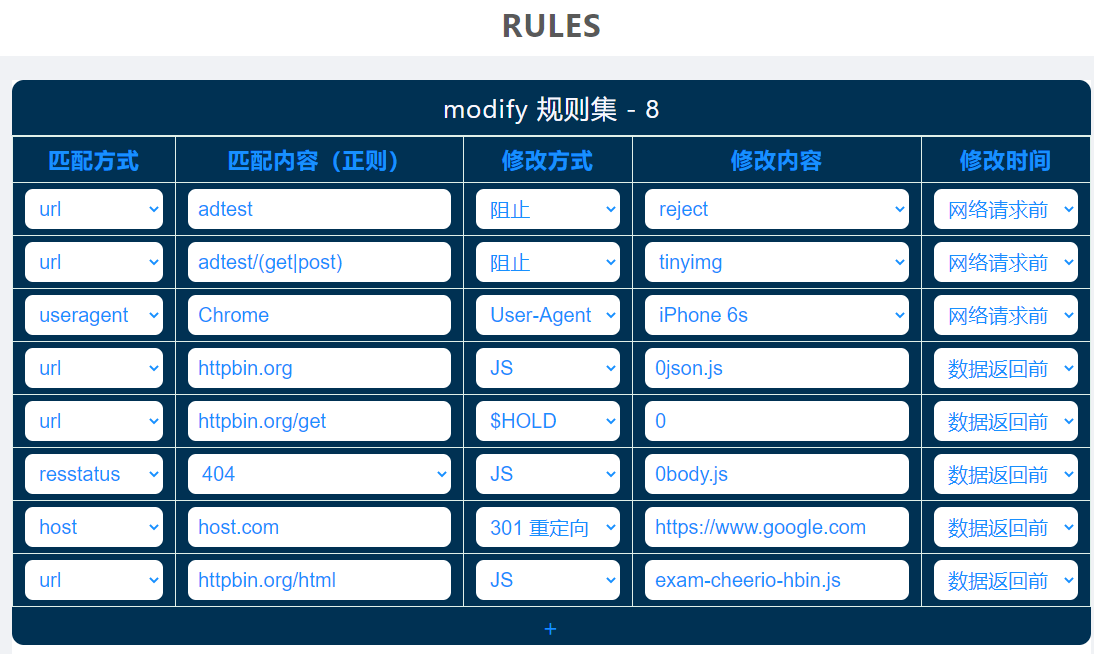 RULES
modify 规则集 - 8
匹配方式 匹配内容（正则） 修改方式 修改内容 修改时间
url adtest 阻止 reject 网络请求前
url adtest/(get|post) 阻止 tinyimg 网络请求前
useragent Chrome User-Agent iPhone 6s 网络请求前
url httpbin.org JS 0json.js 数据返回前
url httpbin.org/get $HOLD 0 数据返回前
resstatus 404 JS 0body.js 数据返回前
host host.com 301 重定向 https://www.google.com 数据返回前
url httpbin.org/html JS exam-cheerio-hbin.js 数据返回前
+